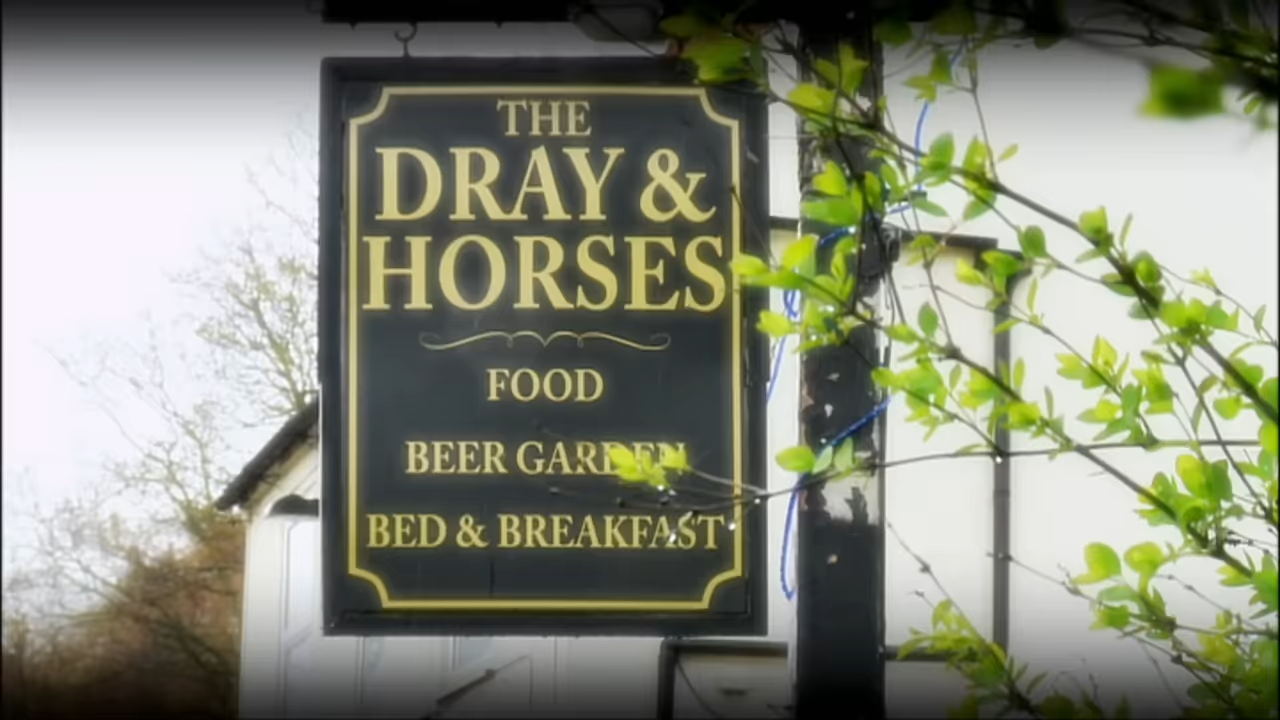 THE
DRAY &
HORSES
FOOD
BEER GARDEN
BED & BREAKFAST